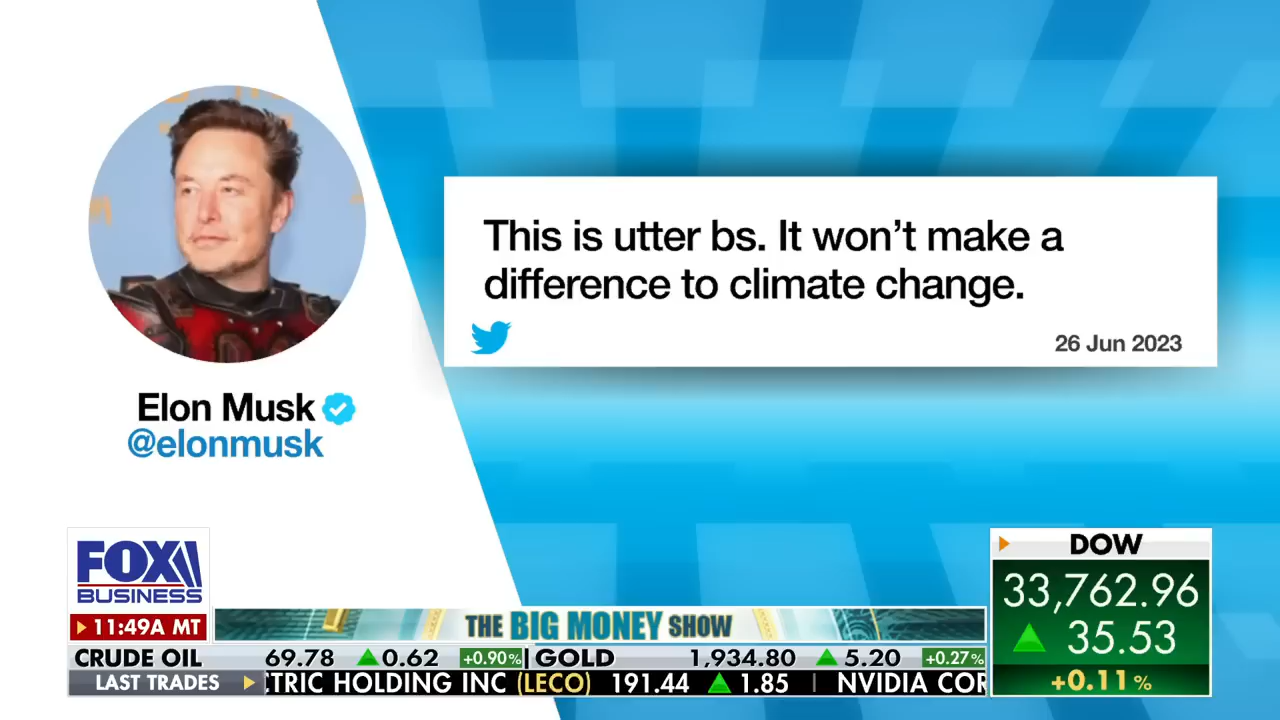 This is utter bs. It won’t make a
difference to climate change.
26 Jun 2023
Elon Musk
@elonmusk
FOX
BUSINESS
11:49A MT
THE BIG MONEY SHOW
CRUDE OIL 69.78 0.62 +0.90% GOLD 1,934.80 5.20 +0.27%
LAST TRADES CTRIC HOLDING INC (LECO) 191.44 1.85 | NVIDIA COR
DOW
33,762.96
35.53
+0.11%